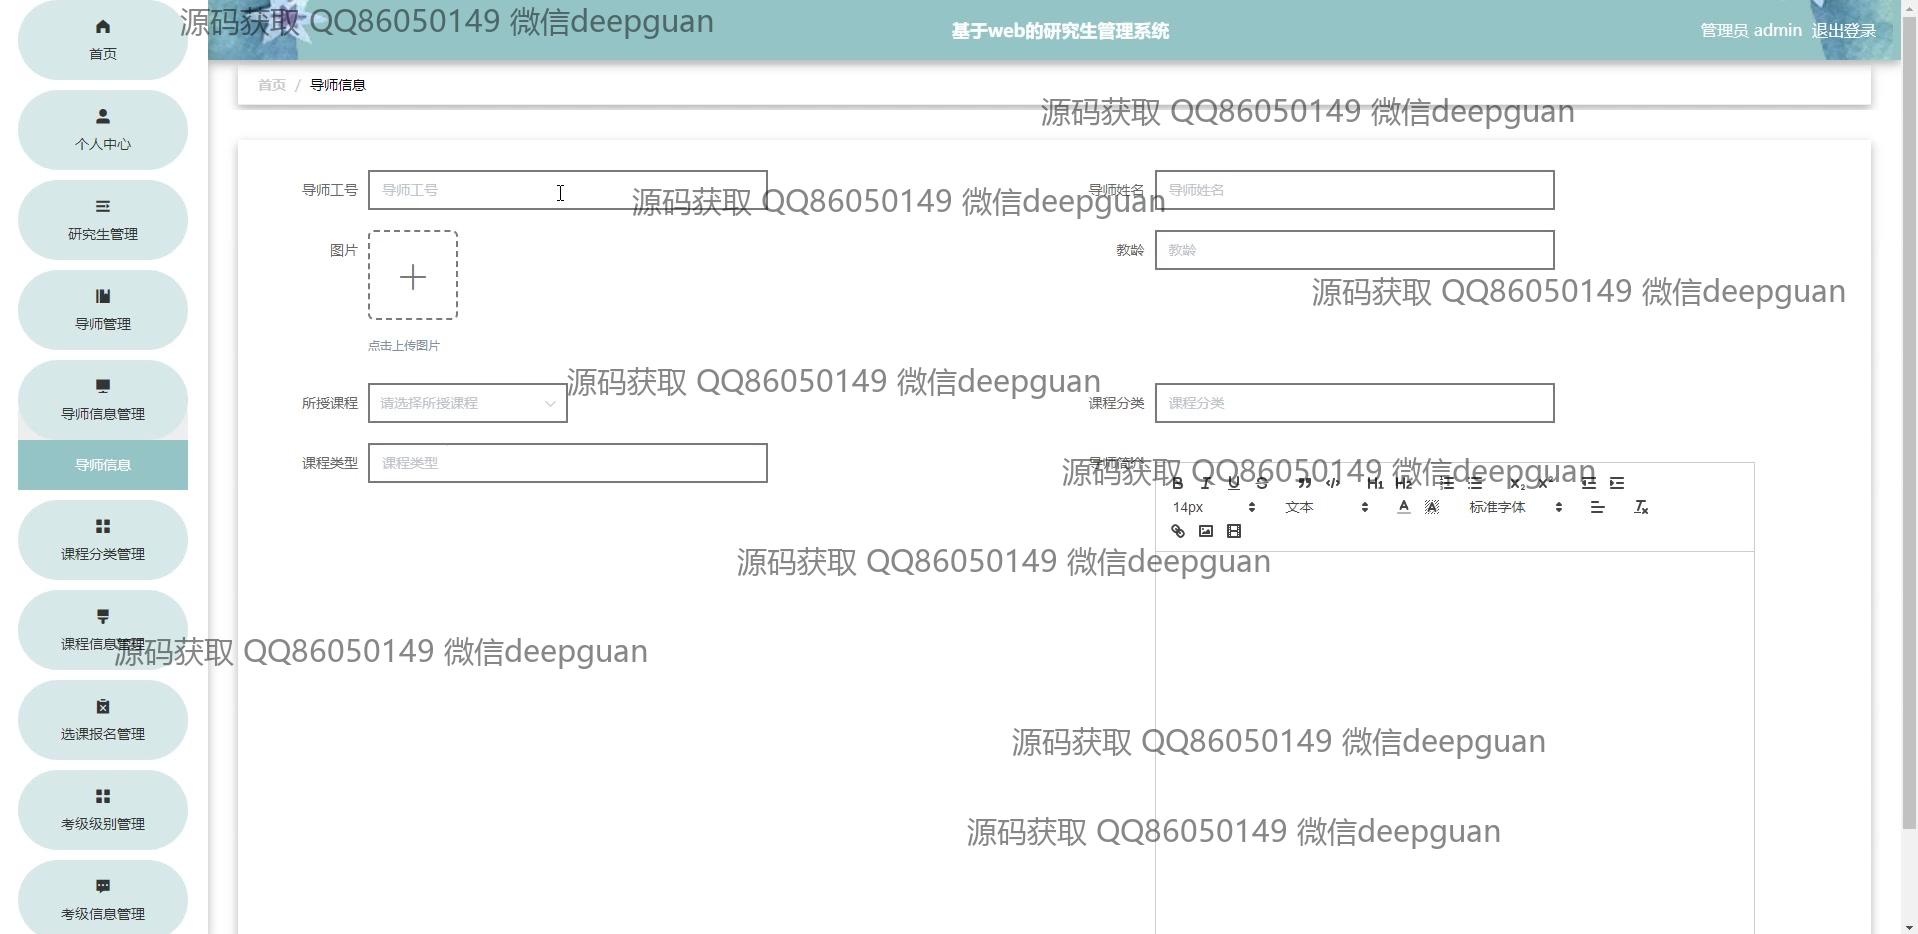 基于web的研究生管理系统
管理员 admin 退出登录
首页
个人中心
研究生管理
导师管理
导师信息管理
导师信息
课程分类管理
课程信息管理
选课报名管理
考级级别管理
考级信息管理
首页 / 导师信息
导师工号 导师工号
导师姓名 导师姓名
图片
点击上传图片
教龄 教龄
所授课程 请选择所授课程
课程分类 课程分类
课程类型 课程类型
导师简介
B I U S ” </> H1 H2 X₂ X²
14px 文本 A A 标准字体 Tx
源码获取 QQ86050149 微信deepguan
源码获取 QQ86050149 微信deepguan
源码获取 QQ86050149 微信deepguan
源码获取 QQ86050149 微信deepguan
源码获取 QQ86050149 微信deepguan
源码获取 QQ86050149 微信deepguan
源码获取 QQ86050149 微信deepguan
源码获取 QQ86050149 微信deepguan
源码获取 QQ86050149 微信deepguan
源码获取 QQ86050149 微信deepguan